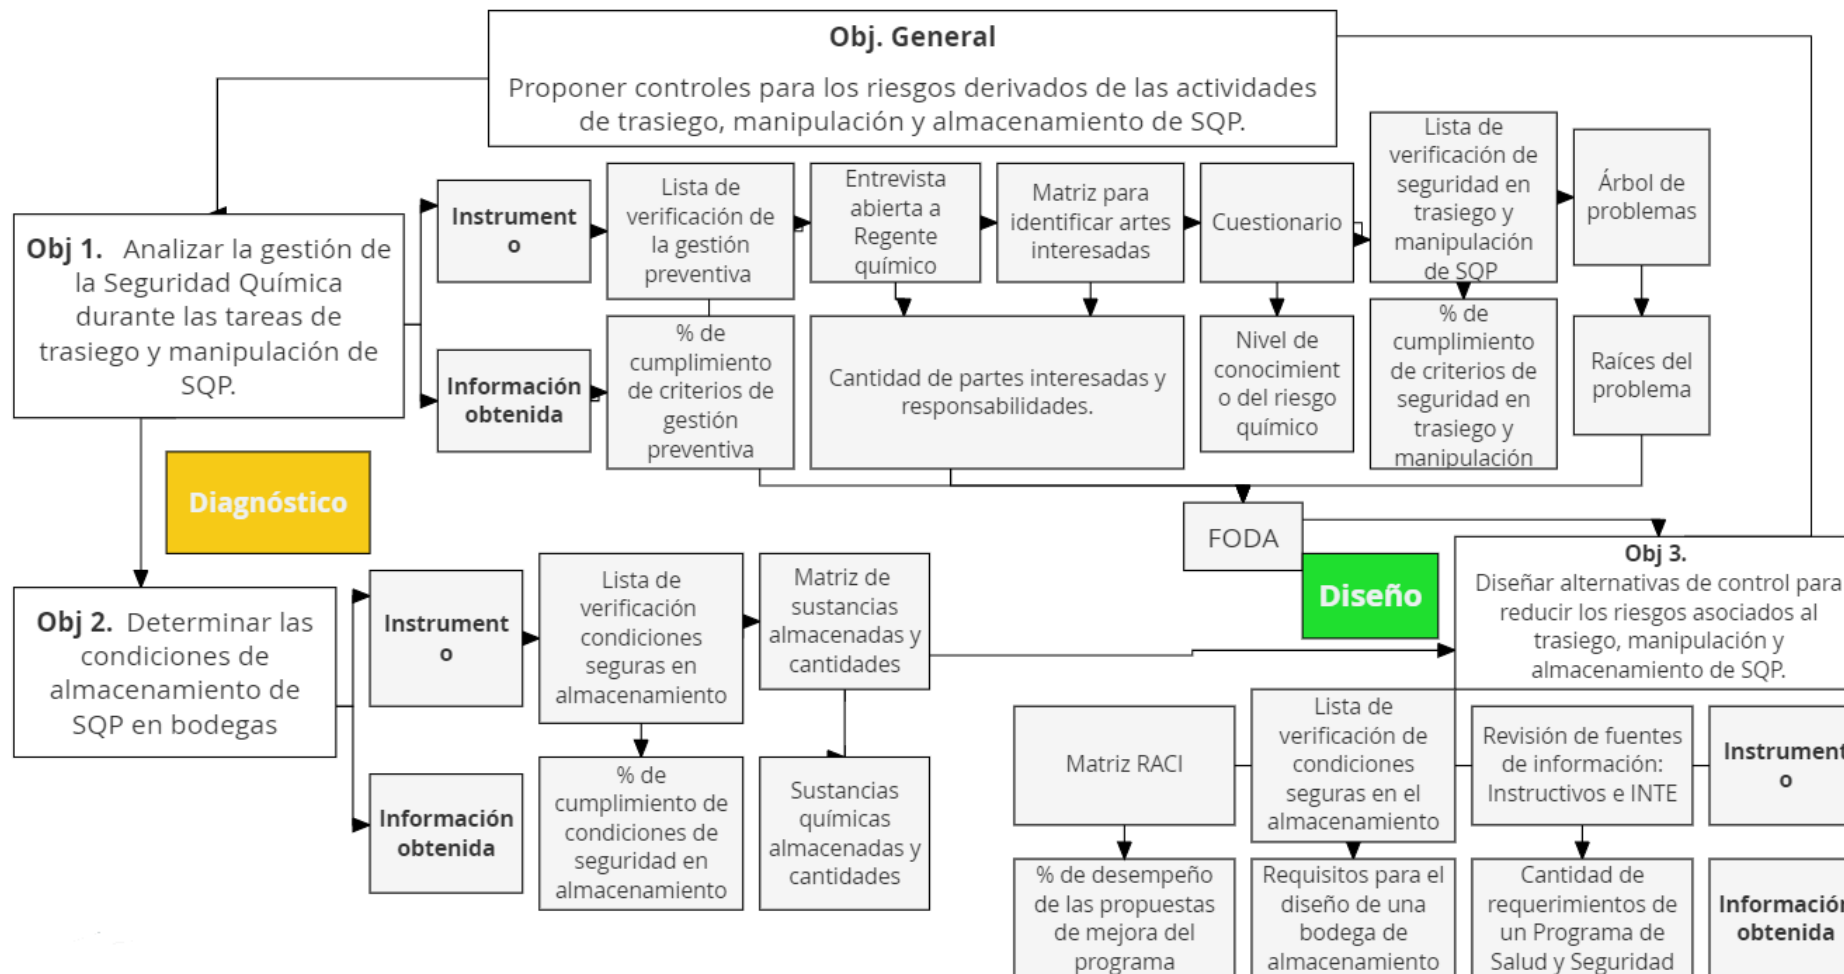 Obj. General
Proponer controles para los riesgos derivados de las actividades
de trasiego, manipulación y almacenamiento de SQP.
Obj 1. Analizar la gestión de
la Seguridad Química
durante las tareas de
trasiego y manipulación de
SQP.
Instrument
o
Lista de
verificación de
la gestión
preventiva
Entrevista
abierta a
Regente
químico
Matriz para
identificar artes
interesadas
Cuestionario
Lista de
verificación de
seguridad en
trasiego y
manipulación
de SQP
Árbol de
problemas
Información
obtenida
% de
cumplimiento
de criterios de
gestión
preventiva
Cantidad de partes interesadas y
responsabilidades.
Nivel de
conocimient
o del riesgo
químico
% de
cumplimiento
de criterios de
seguridad en
trasiego y
manipulación
Raíces del
problema
Diagnóstico
FODA
Diseño
Obj 2. Determinar las
condiciones de
almacenamiento de
SQP en bodegas
Instrument
o
Lista de
verificación
condiciones
seguras en
almacenamiento
Matriz de
sustancias
almacenadas y
cantidades
Información
obtenida
% de
cumplimiento de
condiciones de
seguridad en
almacenamiento
Sustancias
químicas
almacenadas y
cantidades
Obj 3.
Diseñar alternativas de control para
reducir los riesgos asociados al
trasiego, manipulación y
almacenamiento de SQP.
Matriz RACI
Lista de
verificación de
condiciones
seguras en el
almacenamiento
Revisión de fuentes
de información:
Instructivos e INTE
Instrument
o
% de desempeño
de las propuestas
de mejora del
programa
Requisitos para el
diseño de una
bodega de
almacenamiento
Cantidad de
requerimientos de
un Programa de
Salud y Seguridad
Información
obtenida